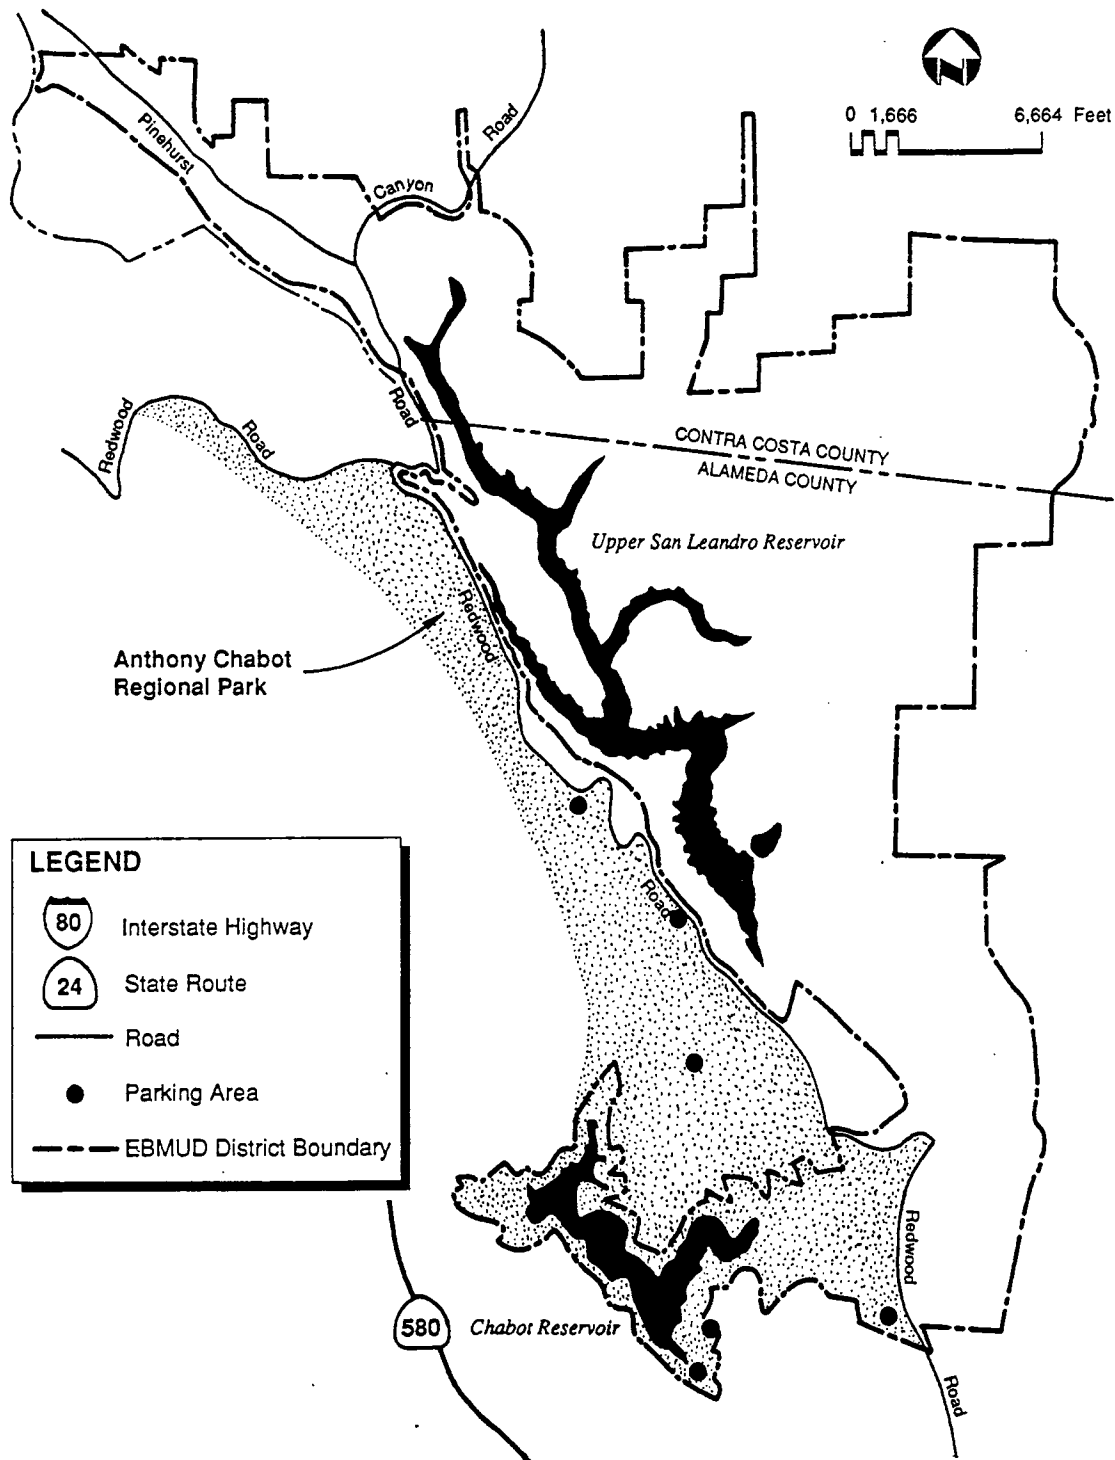 N
0 1,666 6,664 Feet
Pinehurst
Road
Canyon
Road
Redwood
Road
CONTRA COSTA COUNTY
ALAMEDA COUNTY
Upper San Leandro Reservoir
Redwood
Anthony Chabot
Regional Park
Road
LEGEND
80 Interstate Highway
24 State Route
Road
Parking Area
EBMUD District Boundary
Redwood
580
Chabot Reservoir
Road